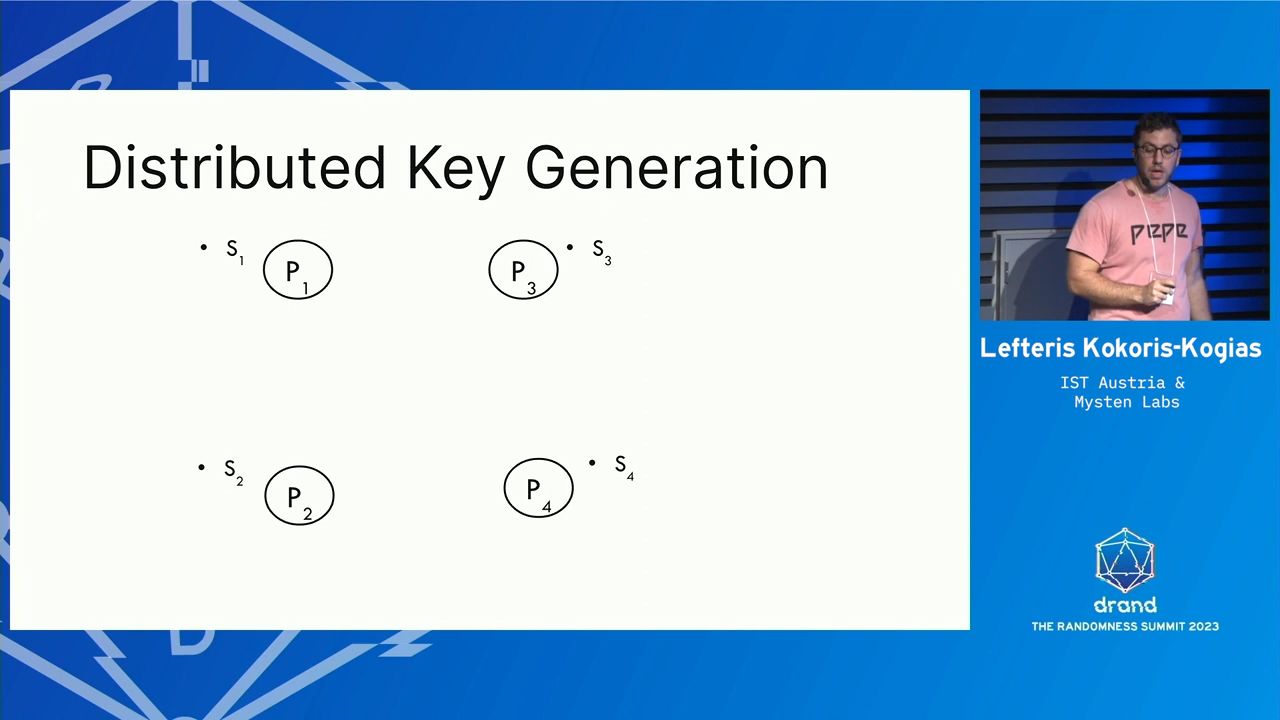 Distributed Key Generation
• S1
P1
P3
• S3
• S2
P2
P4
• S4
pepe
Lefteris Kokoris-Kogias
IST Austria &
Mysten Labs
drand
THE RANDOMNESS SUMMIT 2023